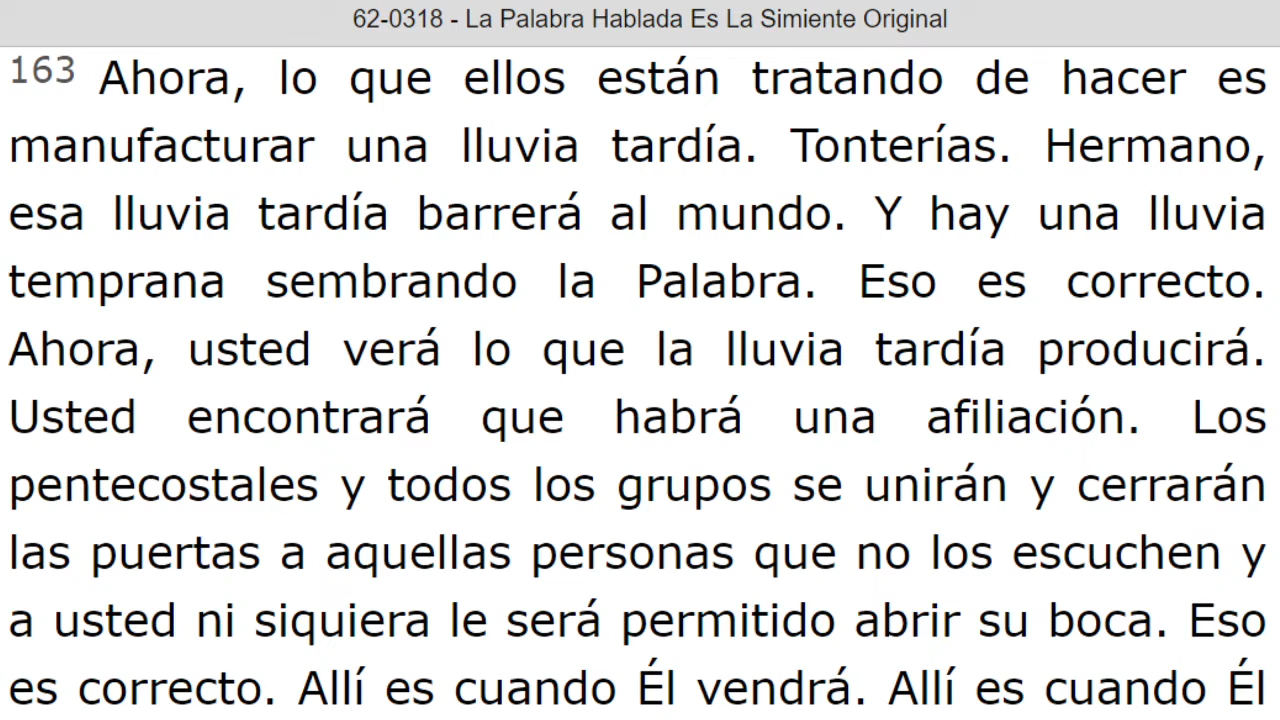 62-0318 - La Palabra Hablada Es La Simiente Original
163 Ahora, lo que ellos están tratando de hacer es
manufacturar una lluvia tardía. Tonterías. Hermano,
esa lluvia tardía barrerá al mundo. Y hay una lluvia
temprana sembrando la Palabra. Eso es correcto.
Ahora, usted verá lo que la lluvia tardía producirá.
Usted encontrará que habrá una afiliación. Los
pentecostales y todos los grupos se unirán y cerrarán
las puertas a aquellas personas que no los escuchen y
a usted ni siquiera le será permitido abrir su boca. Eso
es correcto. Allí es cuando Él vendrá. Allí es cuando Él